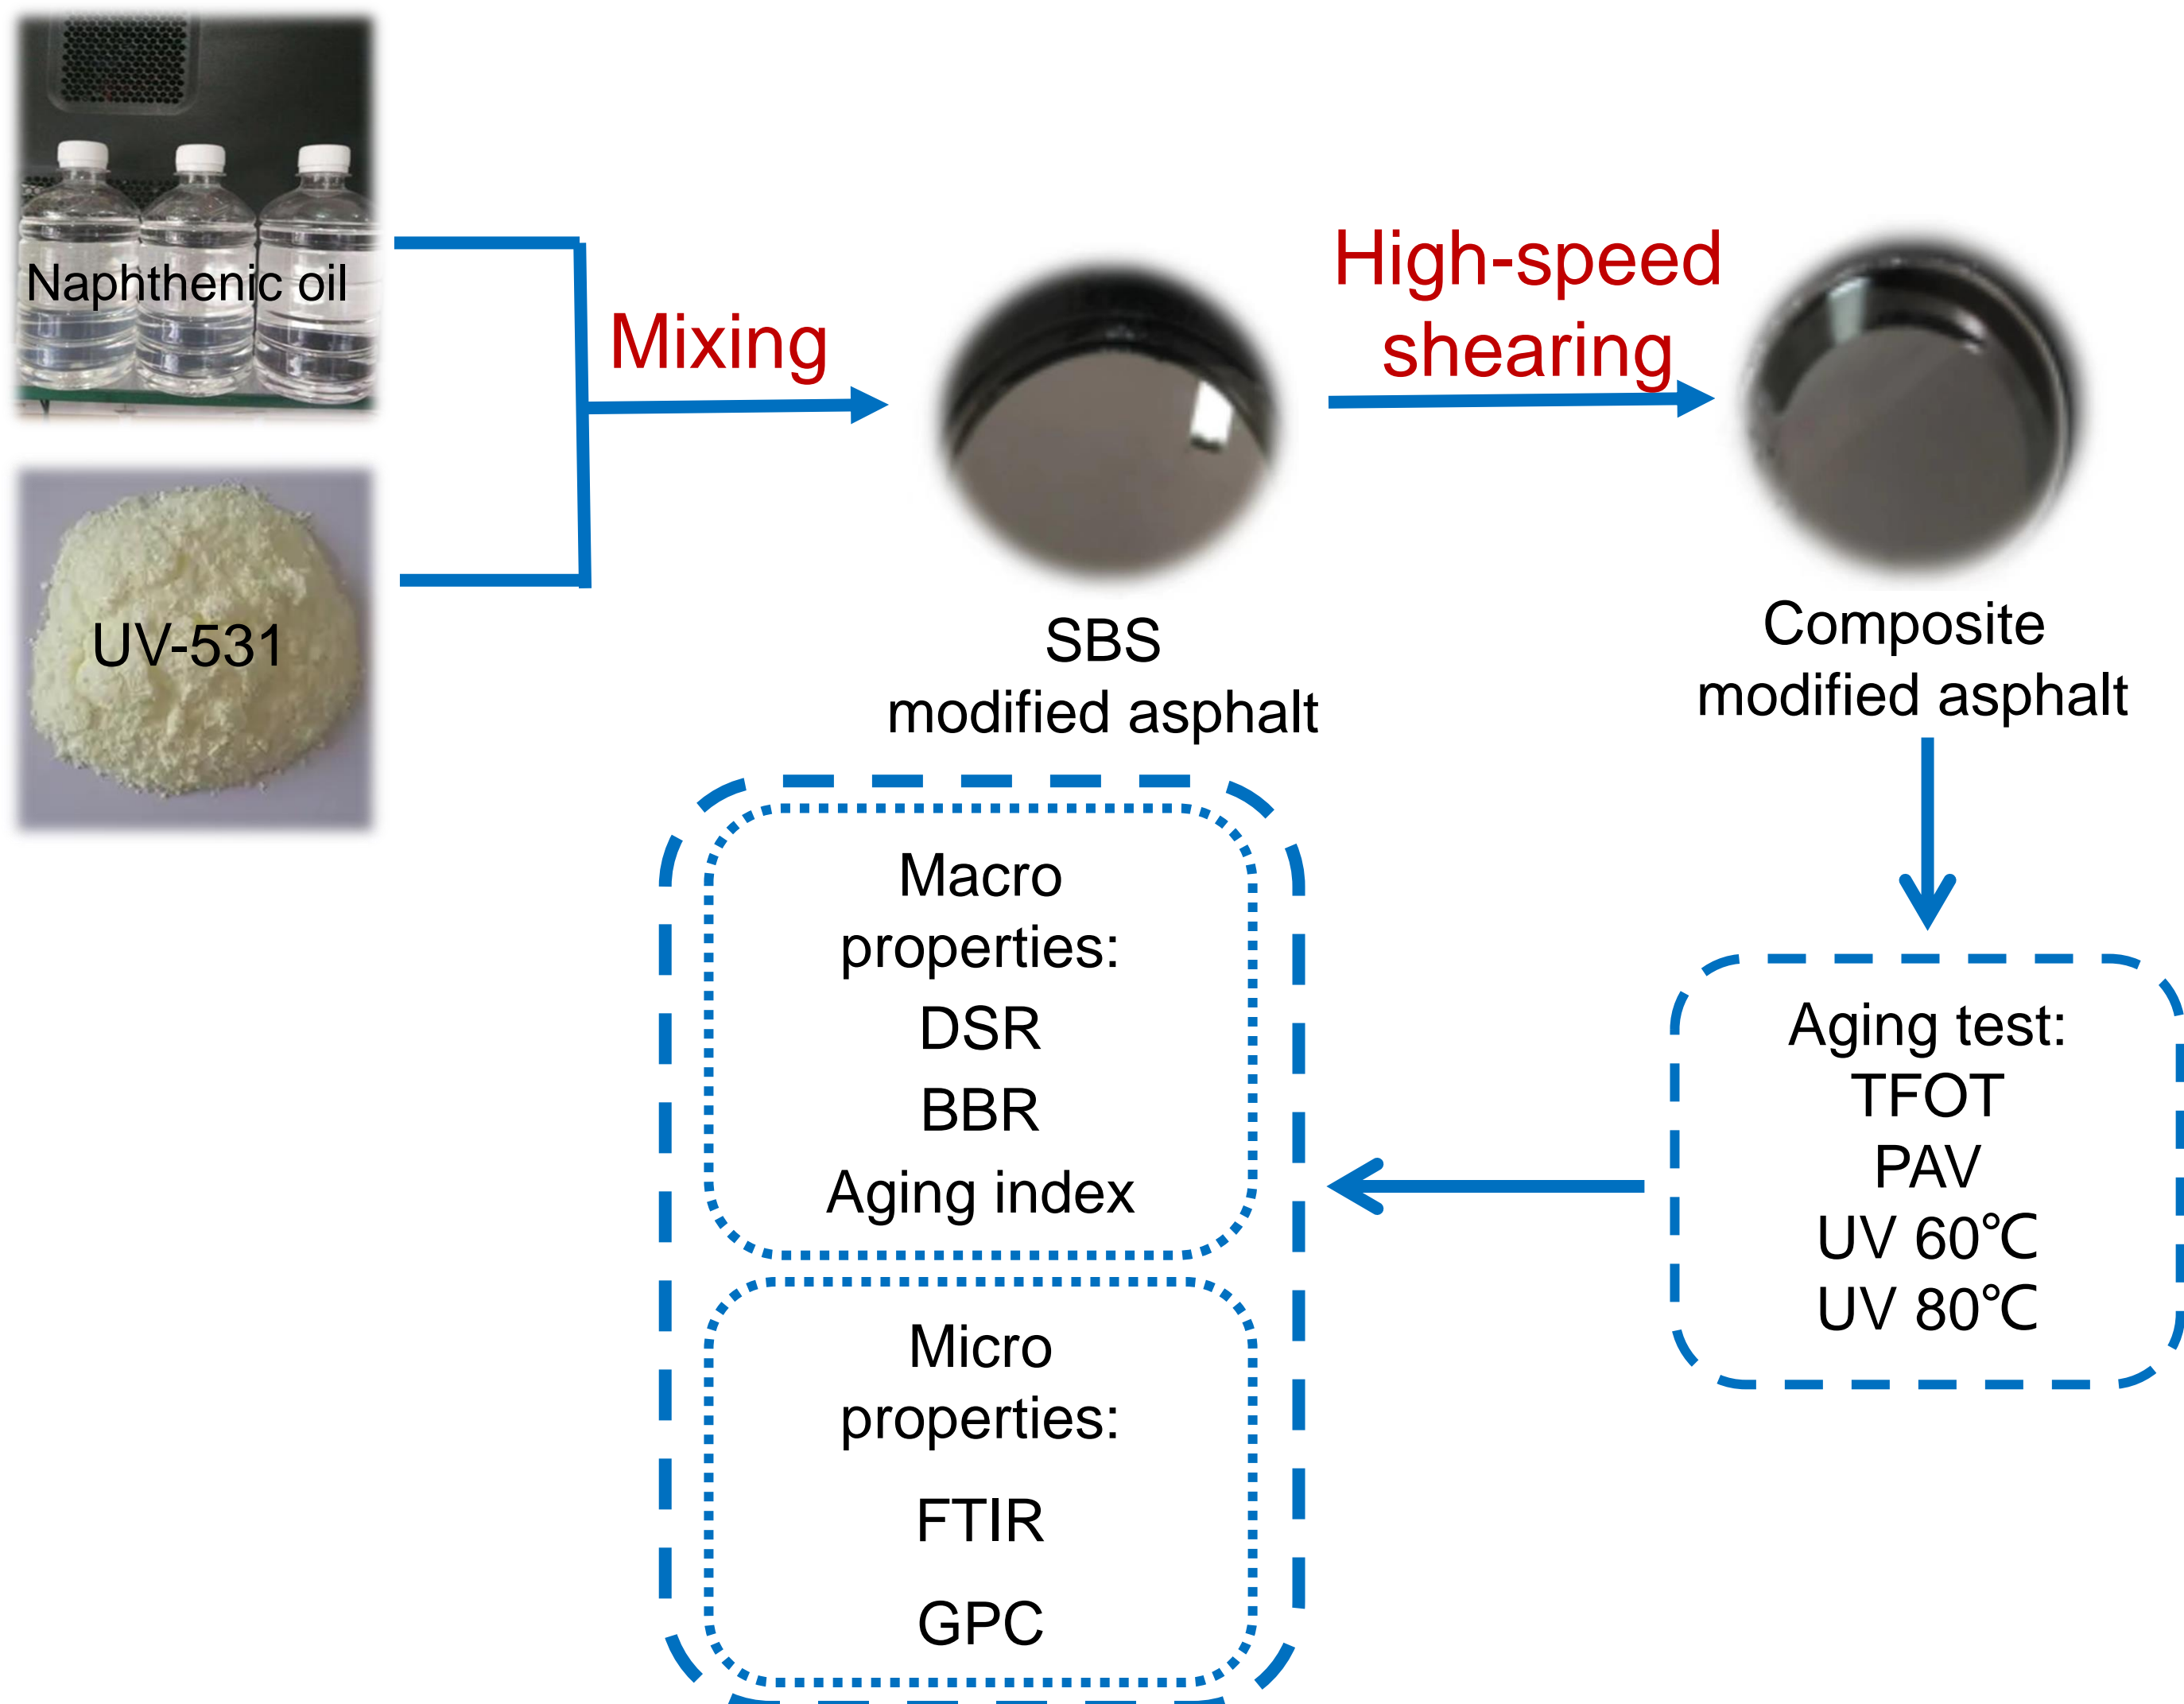 Naphthenic oil
UV-531
Mixing
SBS
modified asphalt
High-speed
shearing
Composite
modified asphalt
Aging test:
TFOT
PAV
UV 60℃
UV 80℃
Macro
properties:
DSR
BBR
Aging index
Micro
properties:
FTIR
GPC